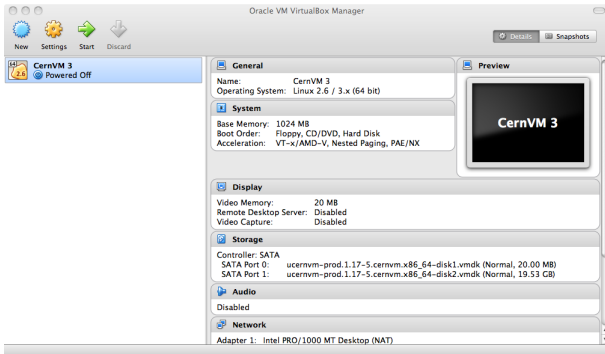 Oracle VM VirtualBox Manager
New Settings Start Discard
Details Snapshots
64 2.6
CernVM 3
Powered Off
General
Name: CernVM 3
Operating System: Linux 2.6 / 3.x (64 bit)
System
Base Memory: 1024 MB
Boot Order: Floppy, CD/DVD, Hard Disk
Acceleration: VT-x/AMD-V, Nested Paging, PAE/NX
Preview
CernVM 3
Display
Video Memory: 20 MB
Remote Desktop Server: Disabled
Video Capture: Disabled
Storage
Controller: SATA
SATA Port 0: ucernvm-prod.1.17-5.cernvm.x86_64-disk1.vmdk (Normal, 20.00 MB)
SATA Port 1: ucernvm-prod.1.17-5.cernvm.x86_64-disk2.vmdk (Normal, 19.53 GB)
Audio
Disabled
Network
Adapter 1: Intel PRO/1000 MT Desktop (NAT)